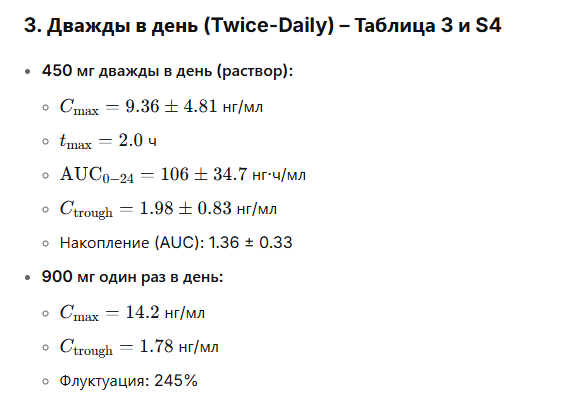 3. Дважды в день (Twice-Daily) – Таблица 3 и S4
• 450 мг дважды в день (раствор):
○ Cmax = 9.36 ± 4.81 нг/мл
○ tmax = 2.0 ч
○ AUC0−24 = 106 ± 34.7 нг·ч/мл
○ Ctrough = 1.98 ± 0.83 нг/мл
○ Накопление (AUC): 1.36 ± 0.33
• 900 мг один раз в день:
○ Cmax = 14.2 нг/мл
○ Ctrough = 1.78 нг/мл
○ Флуктуация: 245%